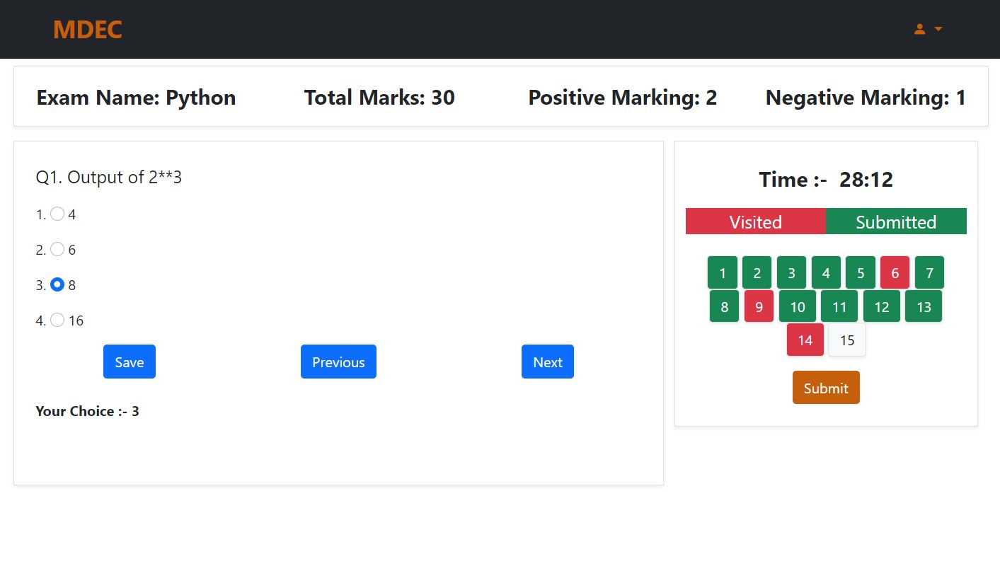 MDEC
Exam Name: Python Total Marks: 30 Positive Marking: 2 Negative Marking: 1
Q1. Output of 2**3
1. 4
2. 6
3. 8
4. 16
Save Previous Next
Your Choice :- 3
Time :- 28:12
Visited Submitted
1 2 3 4 5 6 7
8 9 10 11 12 13
14 15
Submit